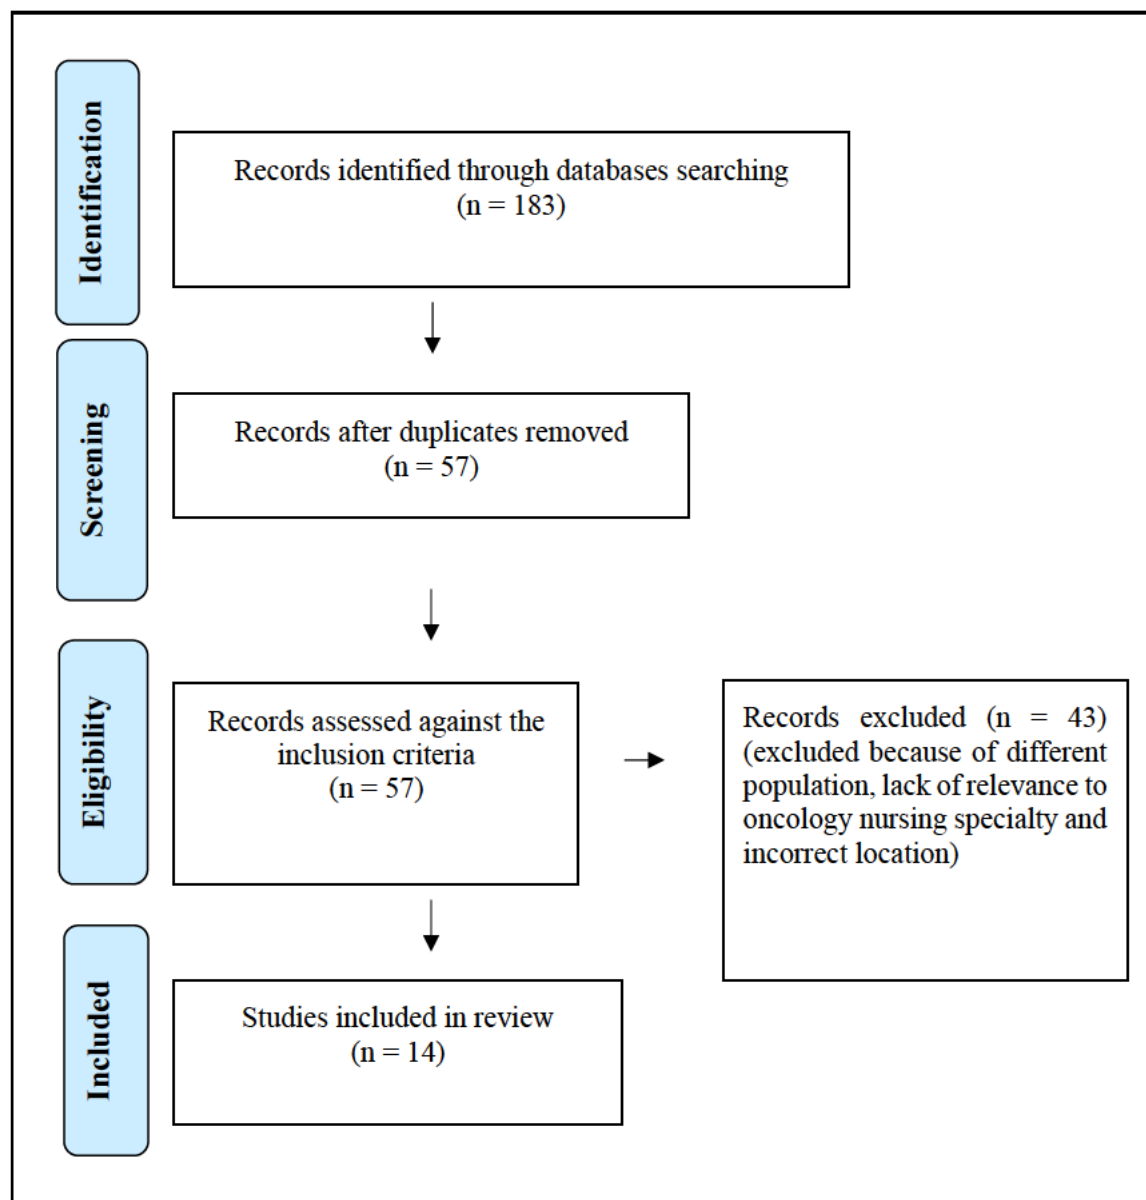 Identification
Records identified through databases searching
(n = 183)
Screening
Records after duplicates removed
(n = 57)
Eligibility
Records assessed against the
inclusion criteria
(n = 57)
Records excluded (n = 43)
(excluded because of different
population, lack of relevance to
oncology nursing specialty and
incorrect location)
Included
Studies included in review
(n = 14)